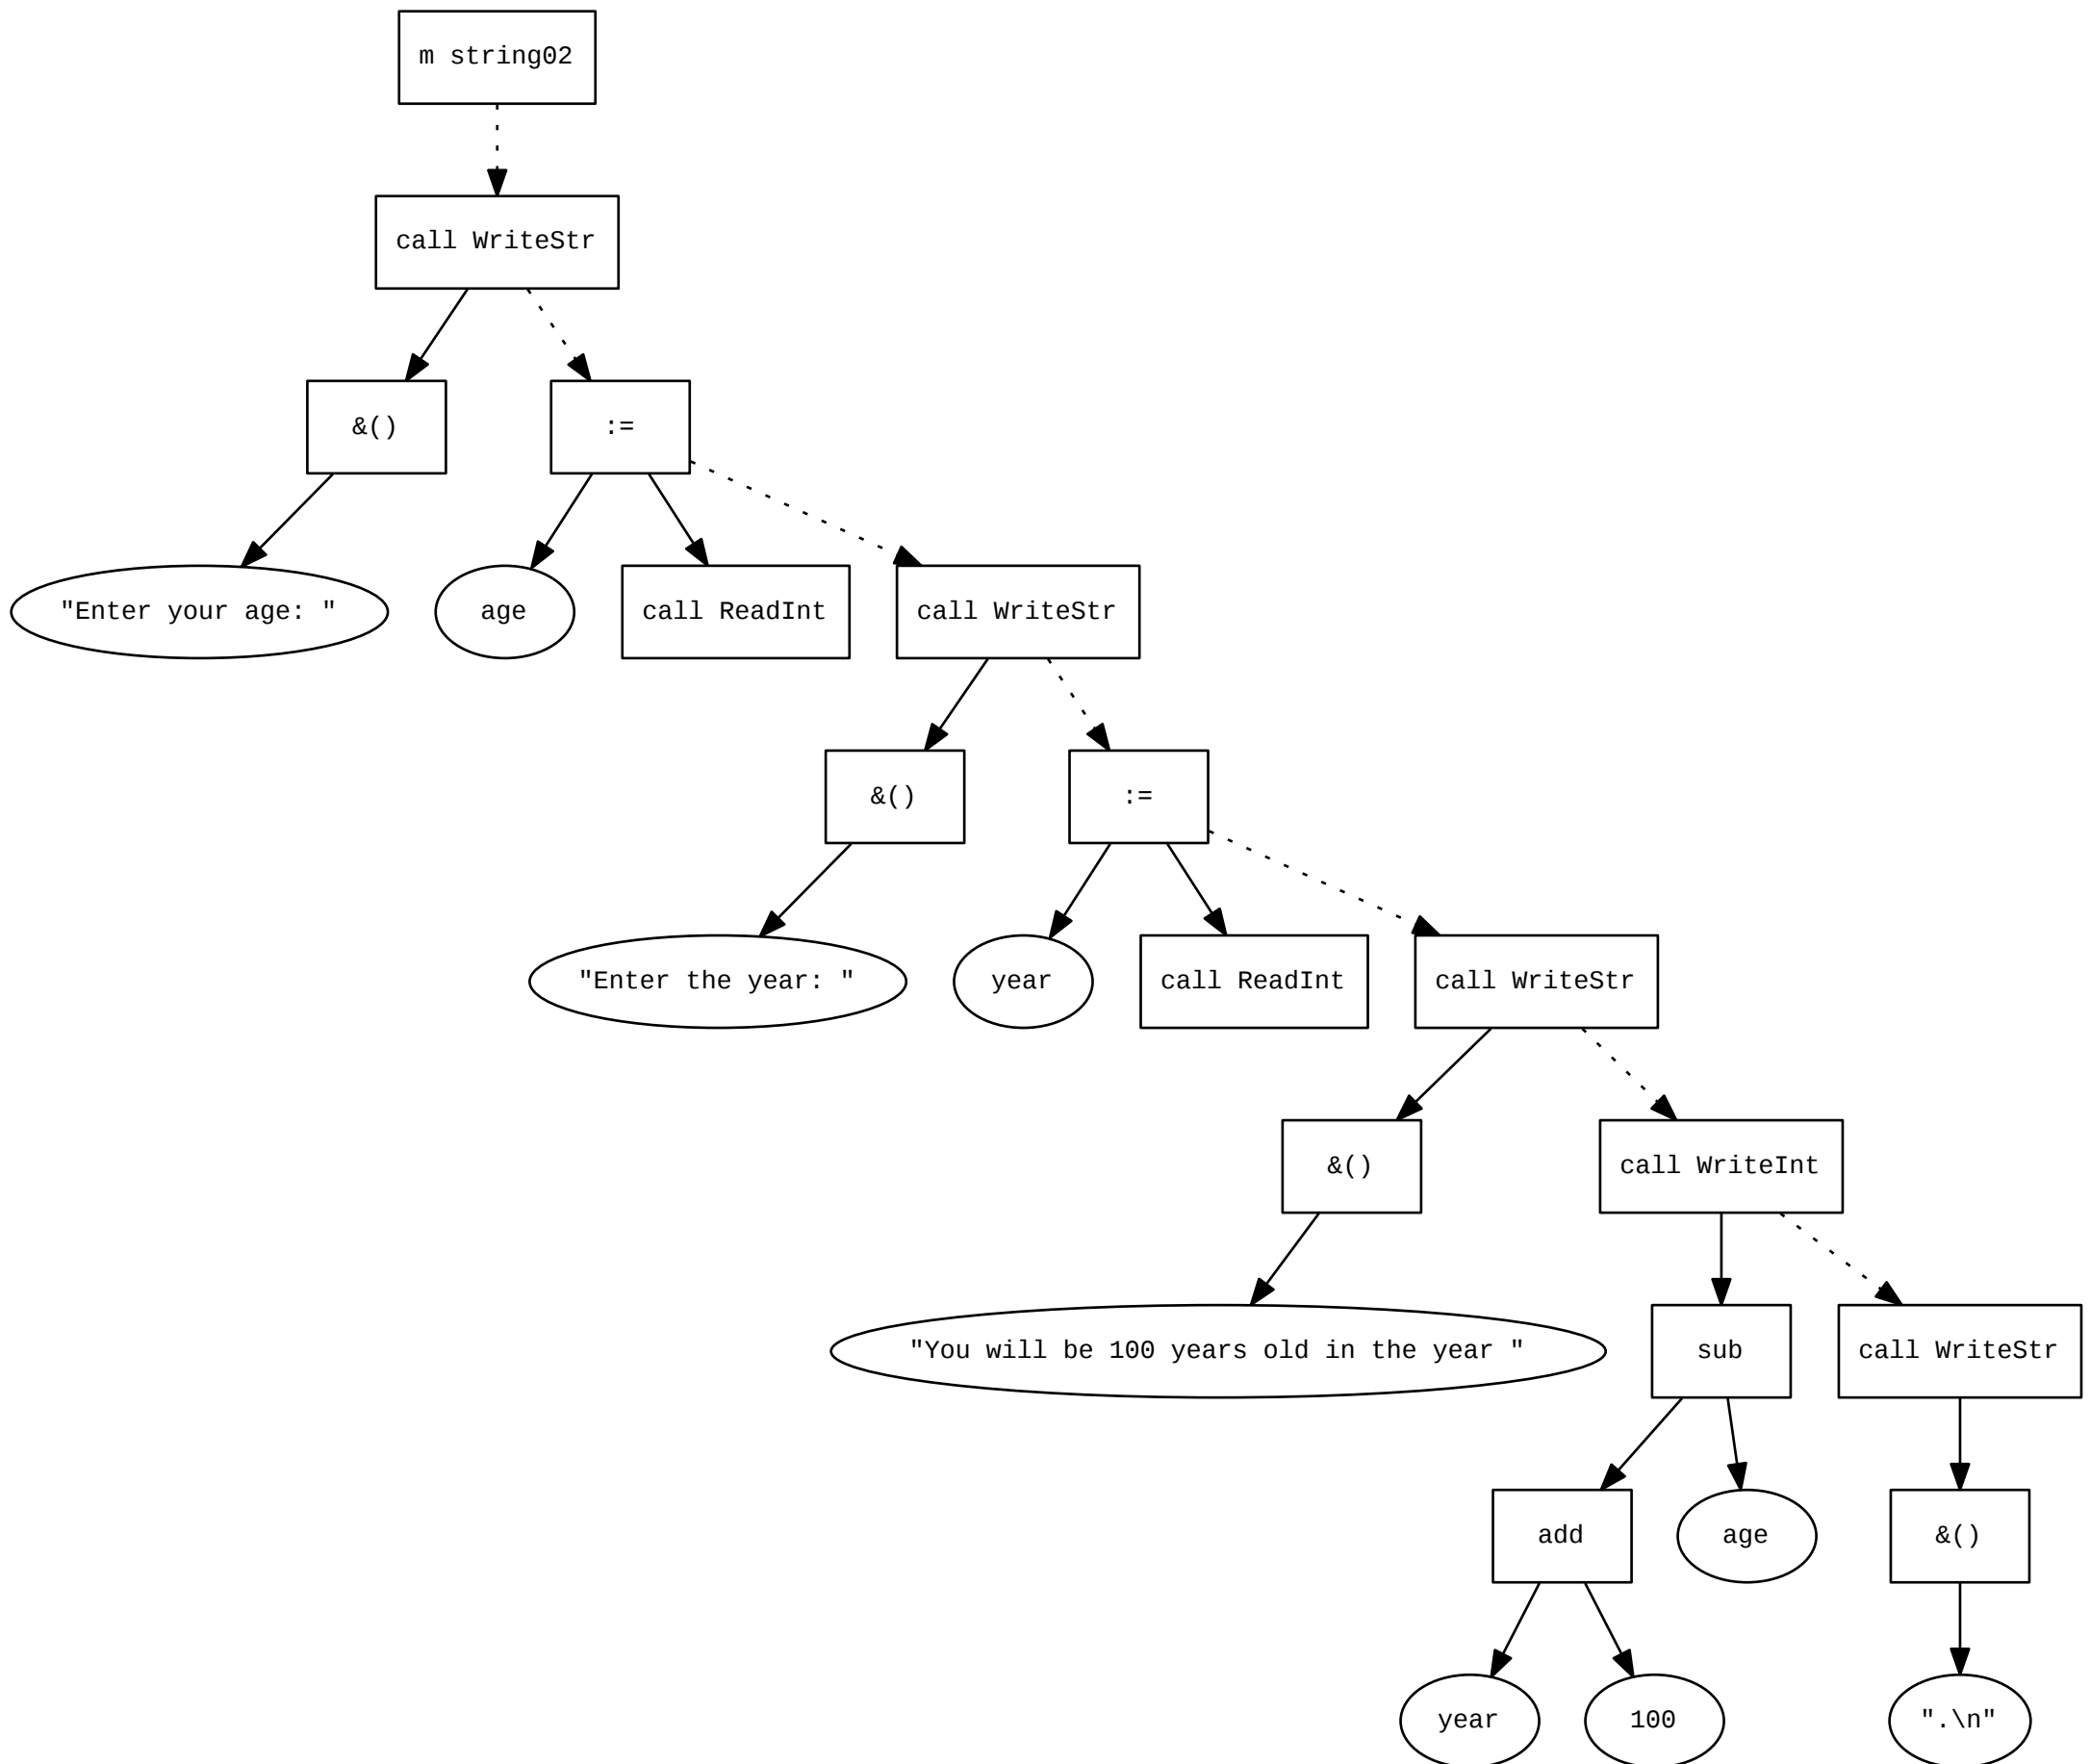 m string02
call WriteStr
&()
:=
"Enter your age: "
age
call ReadInt
call WriteStr
&()
:=
"Enter the year: "
year
call ReadInt
call WriteStr
&()
call WriteInt
"You will be 100 years old in the year "
sub
call WriteStr
add
age
&()
year
100
".\n"